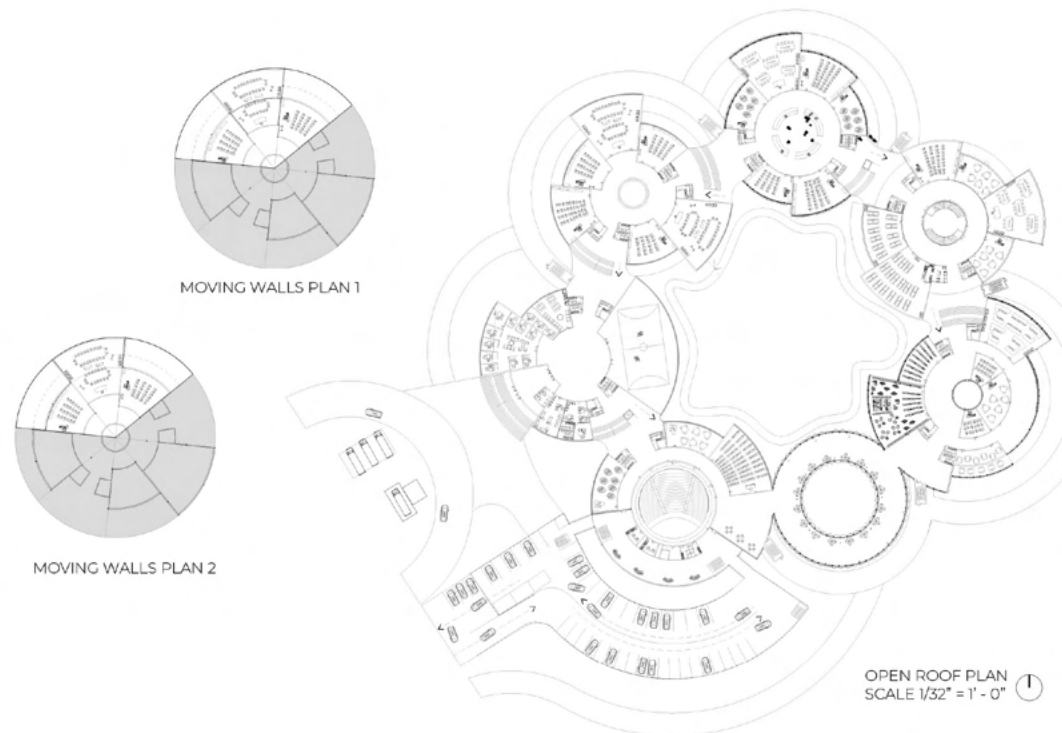 MOVING WALLS PLAN 1
MOVING WALLS PLAN 2
OPEN ROOF PLAN
SCALE 1/32" = 1' - 0"